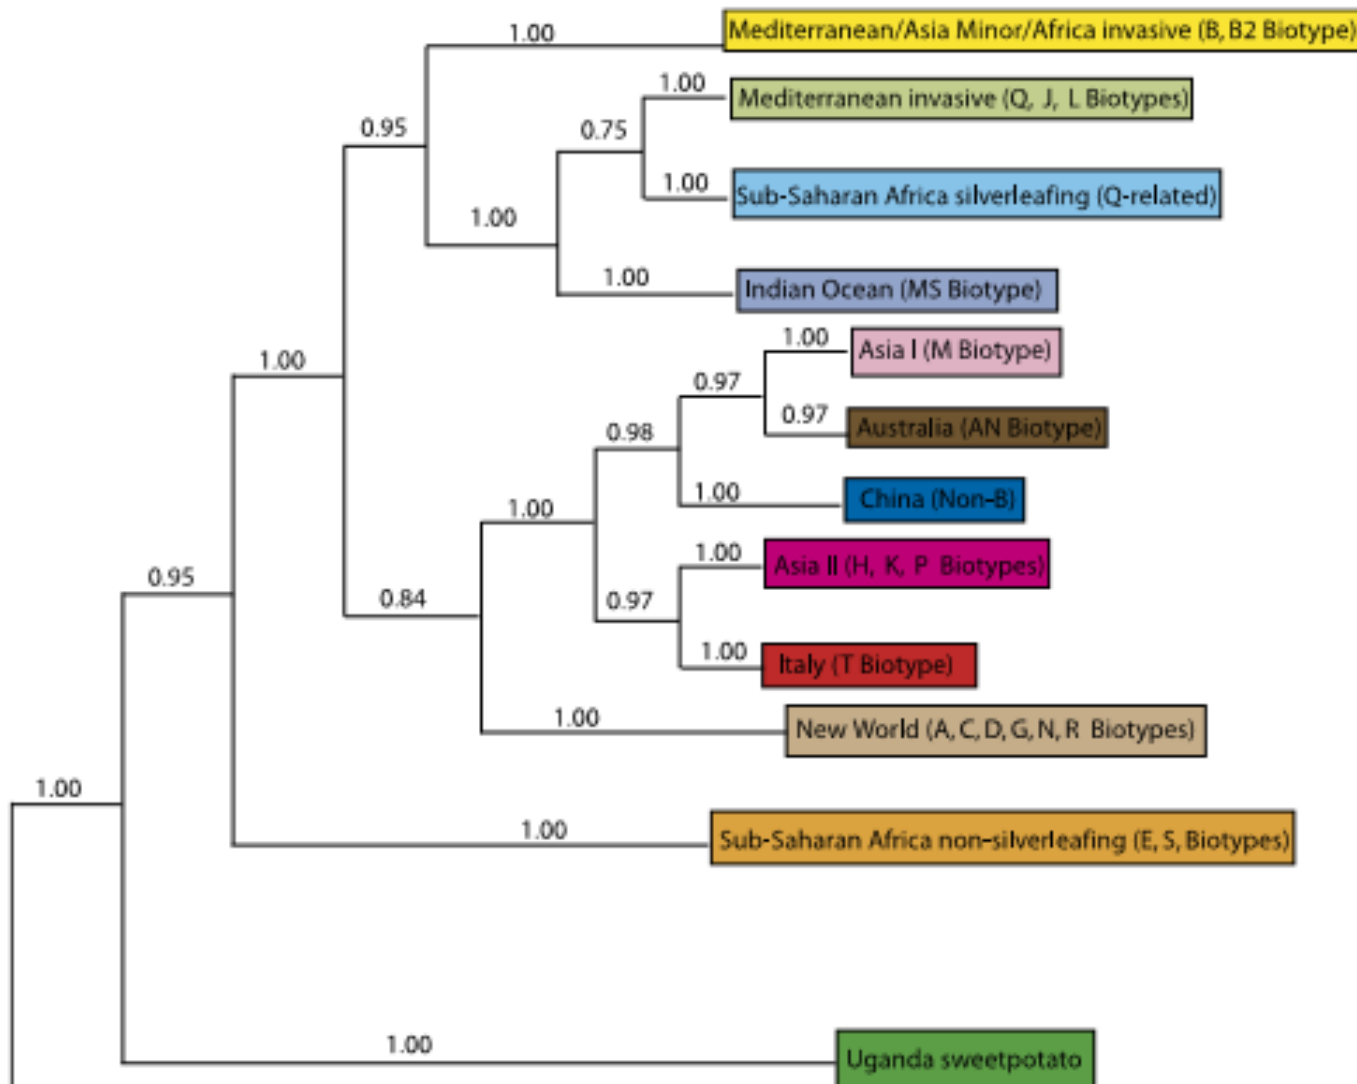 1.00
Mediterranean/Asia Minor/Africa invasive (B, B2 Biotype)
1.00
Mediterranean invasive (Q, J, L Biotypes)
0.95
0.75
1.00
Sub-Saharan Africa silverleafing (Q-related)
1.00
1.00
Indian Ocean (MS Biotype)
1.00
Asia I (M Biotype)
1.00
0.97
0.97
Australia (AN Biotype)
0.98
1.00
China (Non-B)
1.00
1.00
Asia II (H, K, P Biotypes)
0.95
0.84
0.97
1.00
Italy (T Biotype)
1.00
New World (A, C, D, G, N, R Biotypes)
1.00
1.00
Sub-Saharan Africa non-silverleafing (E, S, Biotypes)
1.00
Uganda sweetpotato